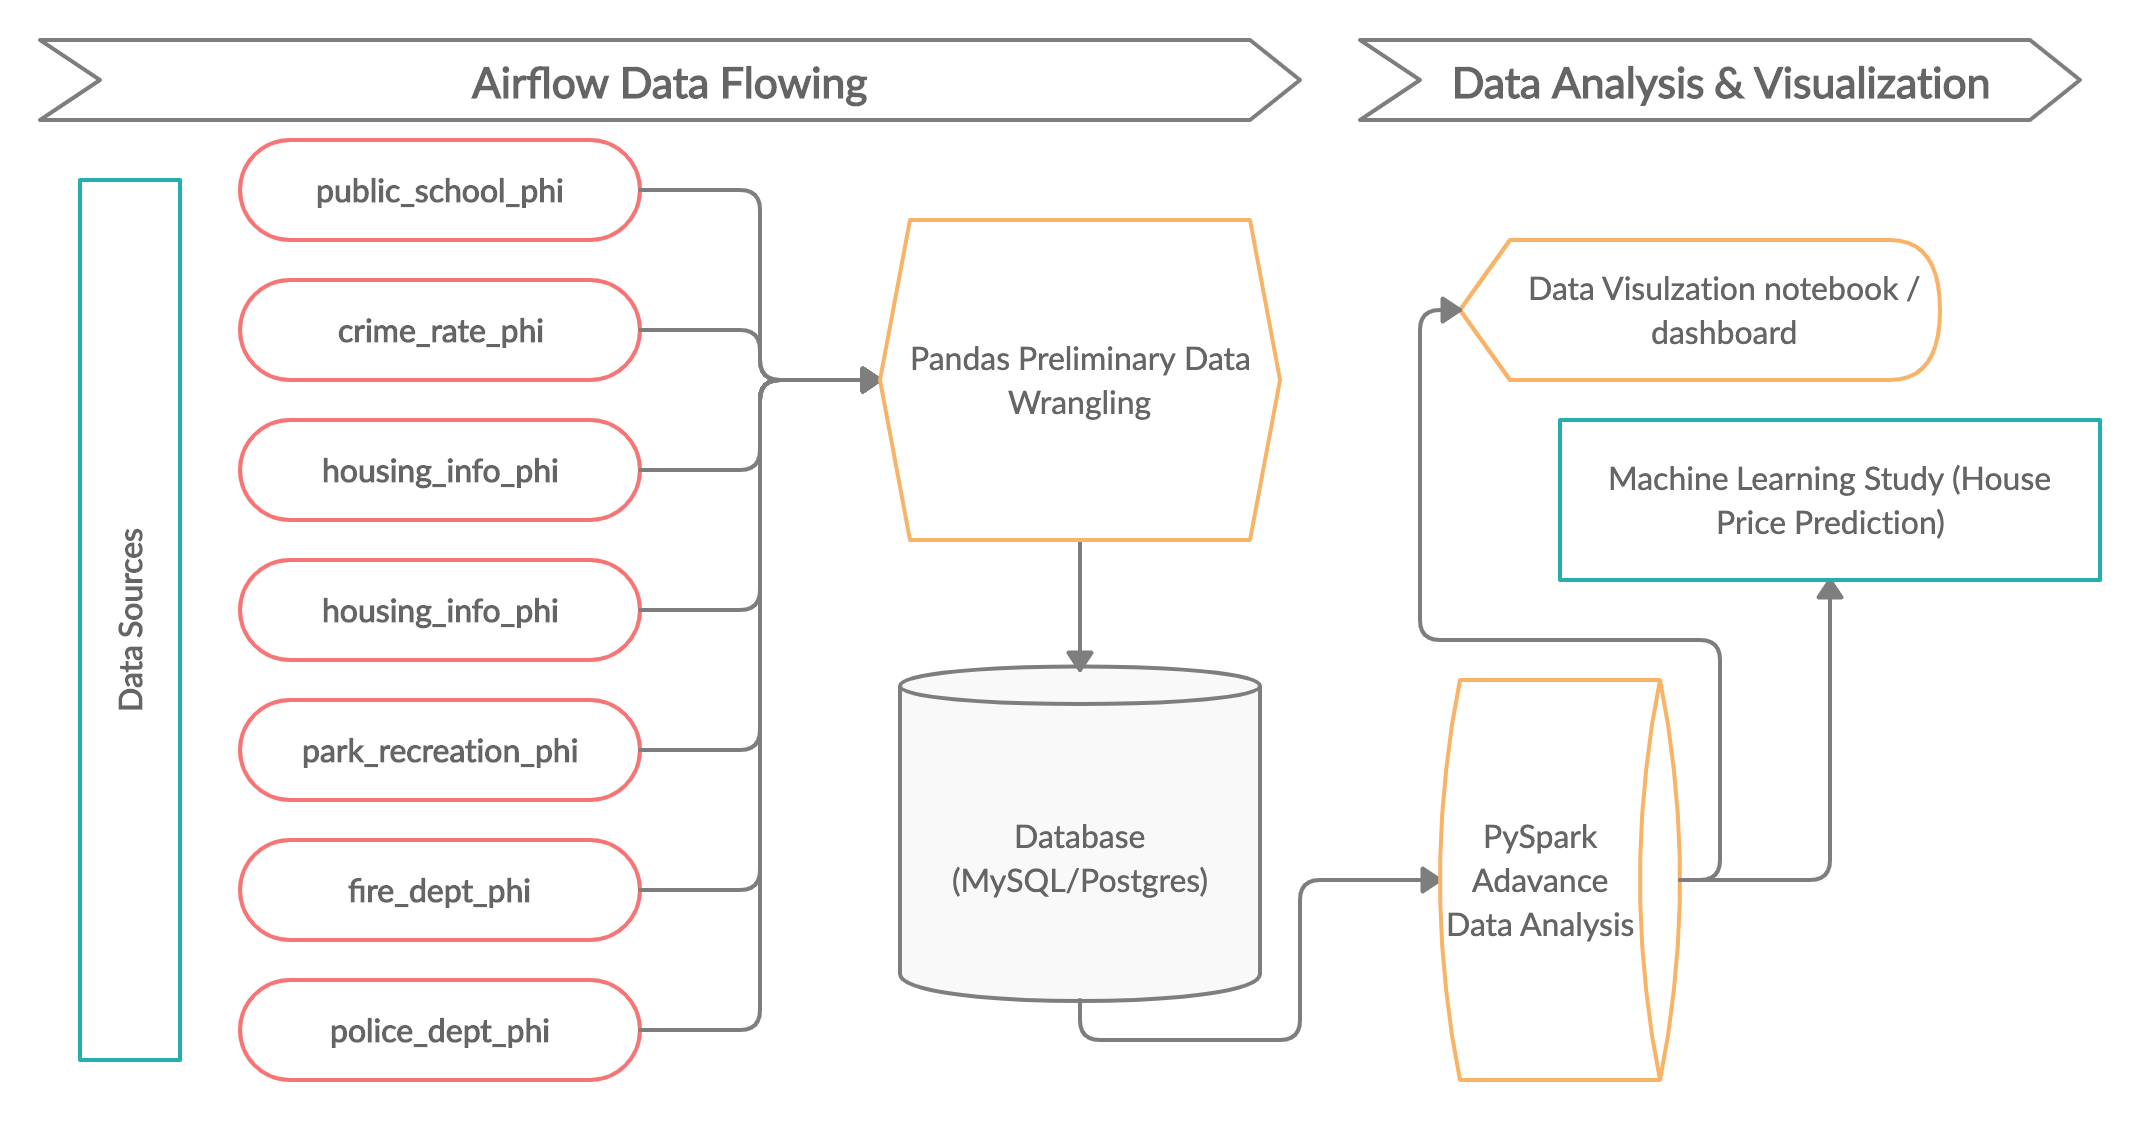 Airflow Data Flowing
Data Analysis & Visualization
Data Sources
public_school_phi
crime_rate_phi
housing_info_phi
housing_info_phi
park_recreation_phi
fire_dept_phi
police_dept_phi
Pandas Preliminary Data
Wrangling
Database
(MySQL/Postgres)
PySpark
Adavance
Data Analysis
Data Visulzation notebook /
dashboard
Machine Learning Study (House
Price Prediction)